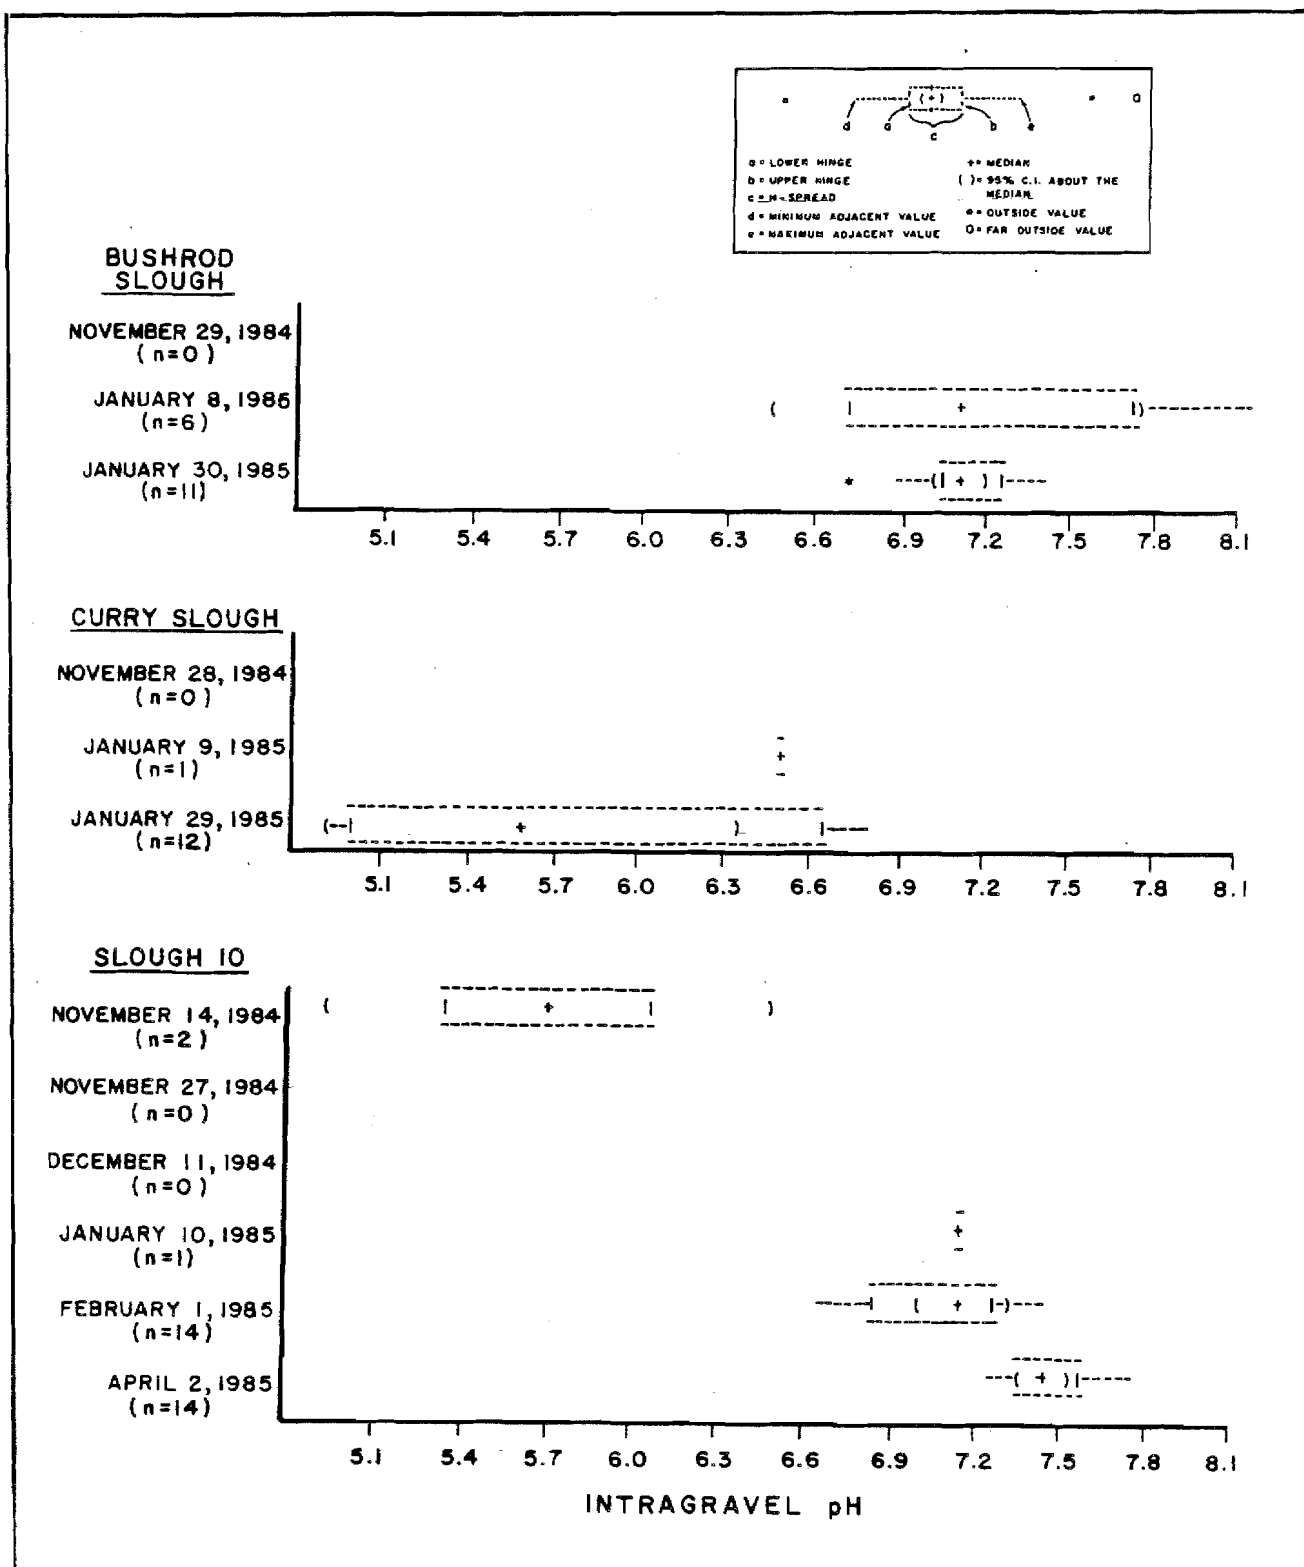 d a c b e
a = LOWER HINGE
b = UPPER HINGE
c = H-SPREAD
d = MINIMUM ADJACENT VALUE
e = MAXIMUM ADJACENT VALUE
+ = MEDIAN
( ) = 95% C.I. ABOUT THE
MEDIAN
* = OUTSIDE VALUE
O = FAR OUTSIDE VALUE
BUSHROD
SLOUGH
NOVEMBER 29, 1984
(n=0)
JANUARY 8, 1985
(n=6)
JANUARY 30, 1985
(n=11)
5.1 5.4 5.7 6.0 6.3 6.6 6.9 7.2 7.5 7.8 8.1
CURRY SLOUGH
NOVEMBER 28, 1984
(n=0)
JANUARY 9, 1985
(n=1)
JANUARY 29, 1985
(n=12)
5.1 5.4 5.7 6.0 6.3 6.6 6.9 7.2 7.5 7.8 8.1
SLOUGH 10
NOVEMBER 14, 1984
(n=2)
NOVEMBER 27, 1984
(n=0)
DECEMBER 11, 1984
(n=0)
JANUARY 10, 1985
(n=1)
FEBRUARY 1, 1985
(n=14)
APRIL 2, 1985
(n=14)
5.1 5.4 5.7 6.0 6.3 6.6 6.9 7.2 7.5 7.8 8.1
INTRAGRAVEL pH